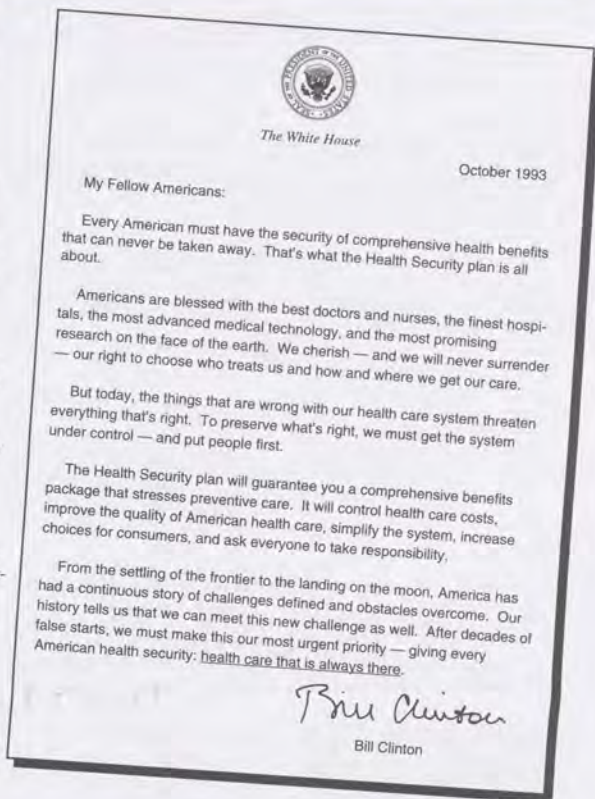 SEAL OF THE PRESIDENT OF THE UNITED STATES
The White House
October 1993
My Fellow Americans:
Every American must have the security of comprehensive health benefits
that can never be taken away. That's what the Health Security plan is all
about.
Americans are blessed with the best doctors and nurses, the finest hospi-
tals, the most advanced medical technology, and the most promising
research on the face of the earth. We cherish — and we will never surrender
— our right to choose who treats us and how and where we get our care.
But today, the things that are wrong with our health care system threaten
everything that's right. To preserve what's right, we must get the system
under control — and put people first.
The Health Security plan will guarantee you a comprehensive benefits
package that stresses preventive care. It will control health care costs,
improve the quality of American health care, simplify the system, increase
choices for consumers, and ask everyone to take responsibility.
From the settling of the frontier to the landing on the moon, America has
had a continuous story of challenges defined and obstacles overcome. Our
history tells us that we can meet this new challenge as well. After decades of
false starts, we must make this our most urgent priority — giving every
American health security: health care that is always there.
Bill Clinton
Bill Clinton